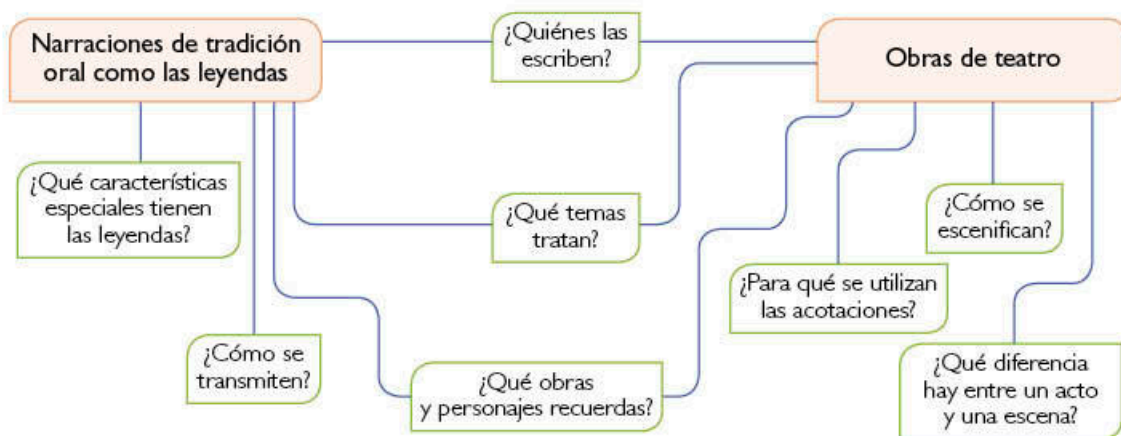 Narraciones de tradición
oral como las leyendas
¿Quiénes las
escriben?
Obras de teatro
¿Qué características
especiales tienen
las leyendas?
¿Qué temas
tratan?
¿Cómo se
escenifican?
¿Para qué se utilizan
las acotaciones?
¿Cómo se
transmiten?
¿Qué obras
y personajes recuerdas?
¿Qué diferencia
hay entre un acto
y una escena?